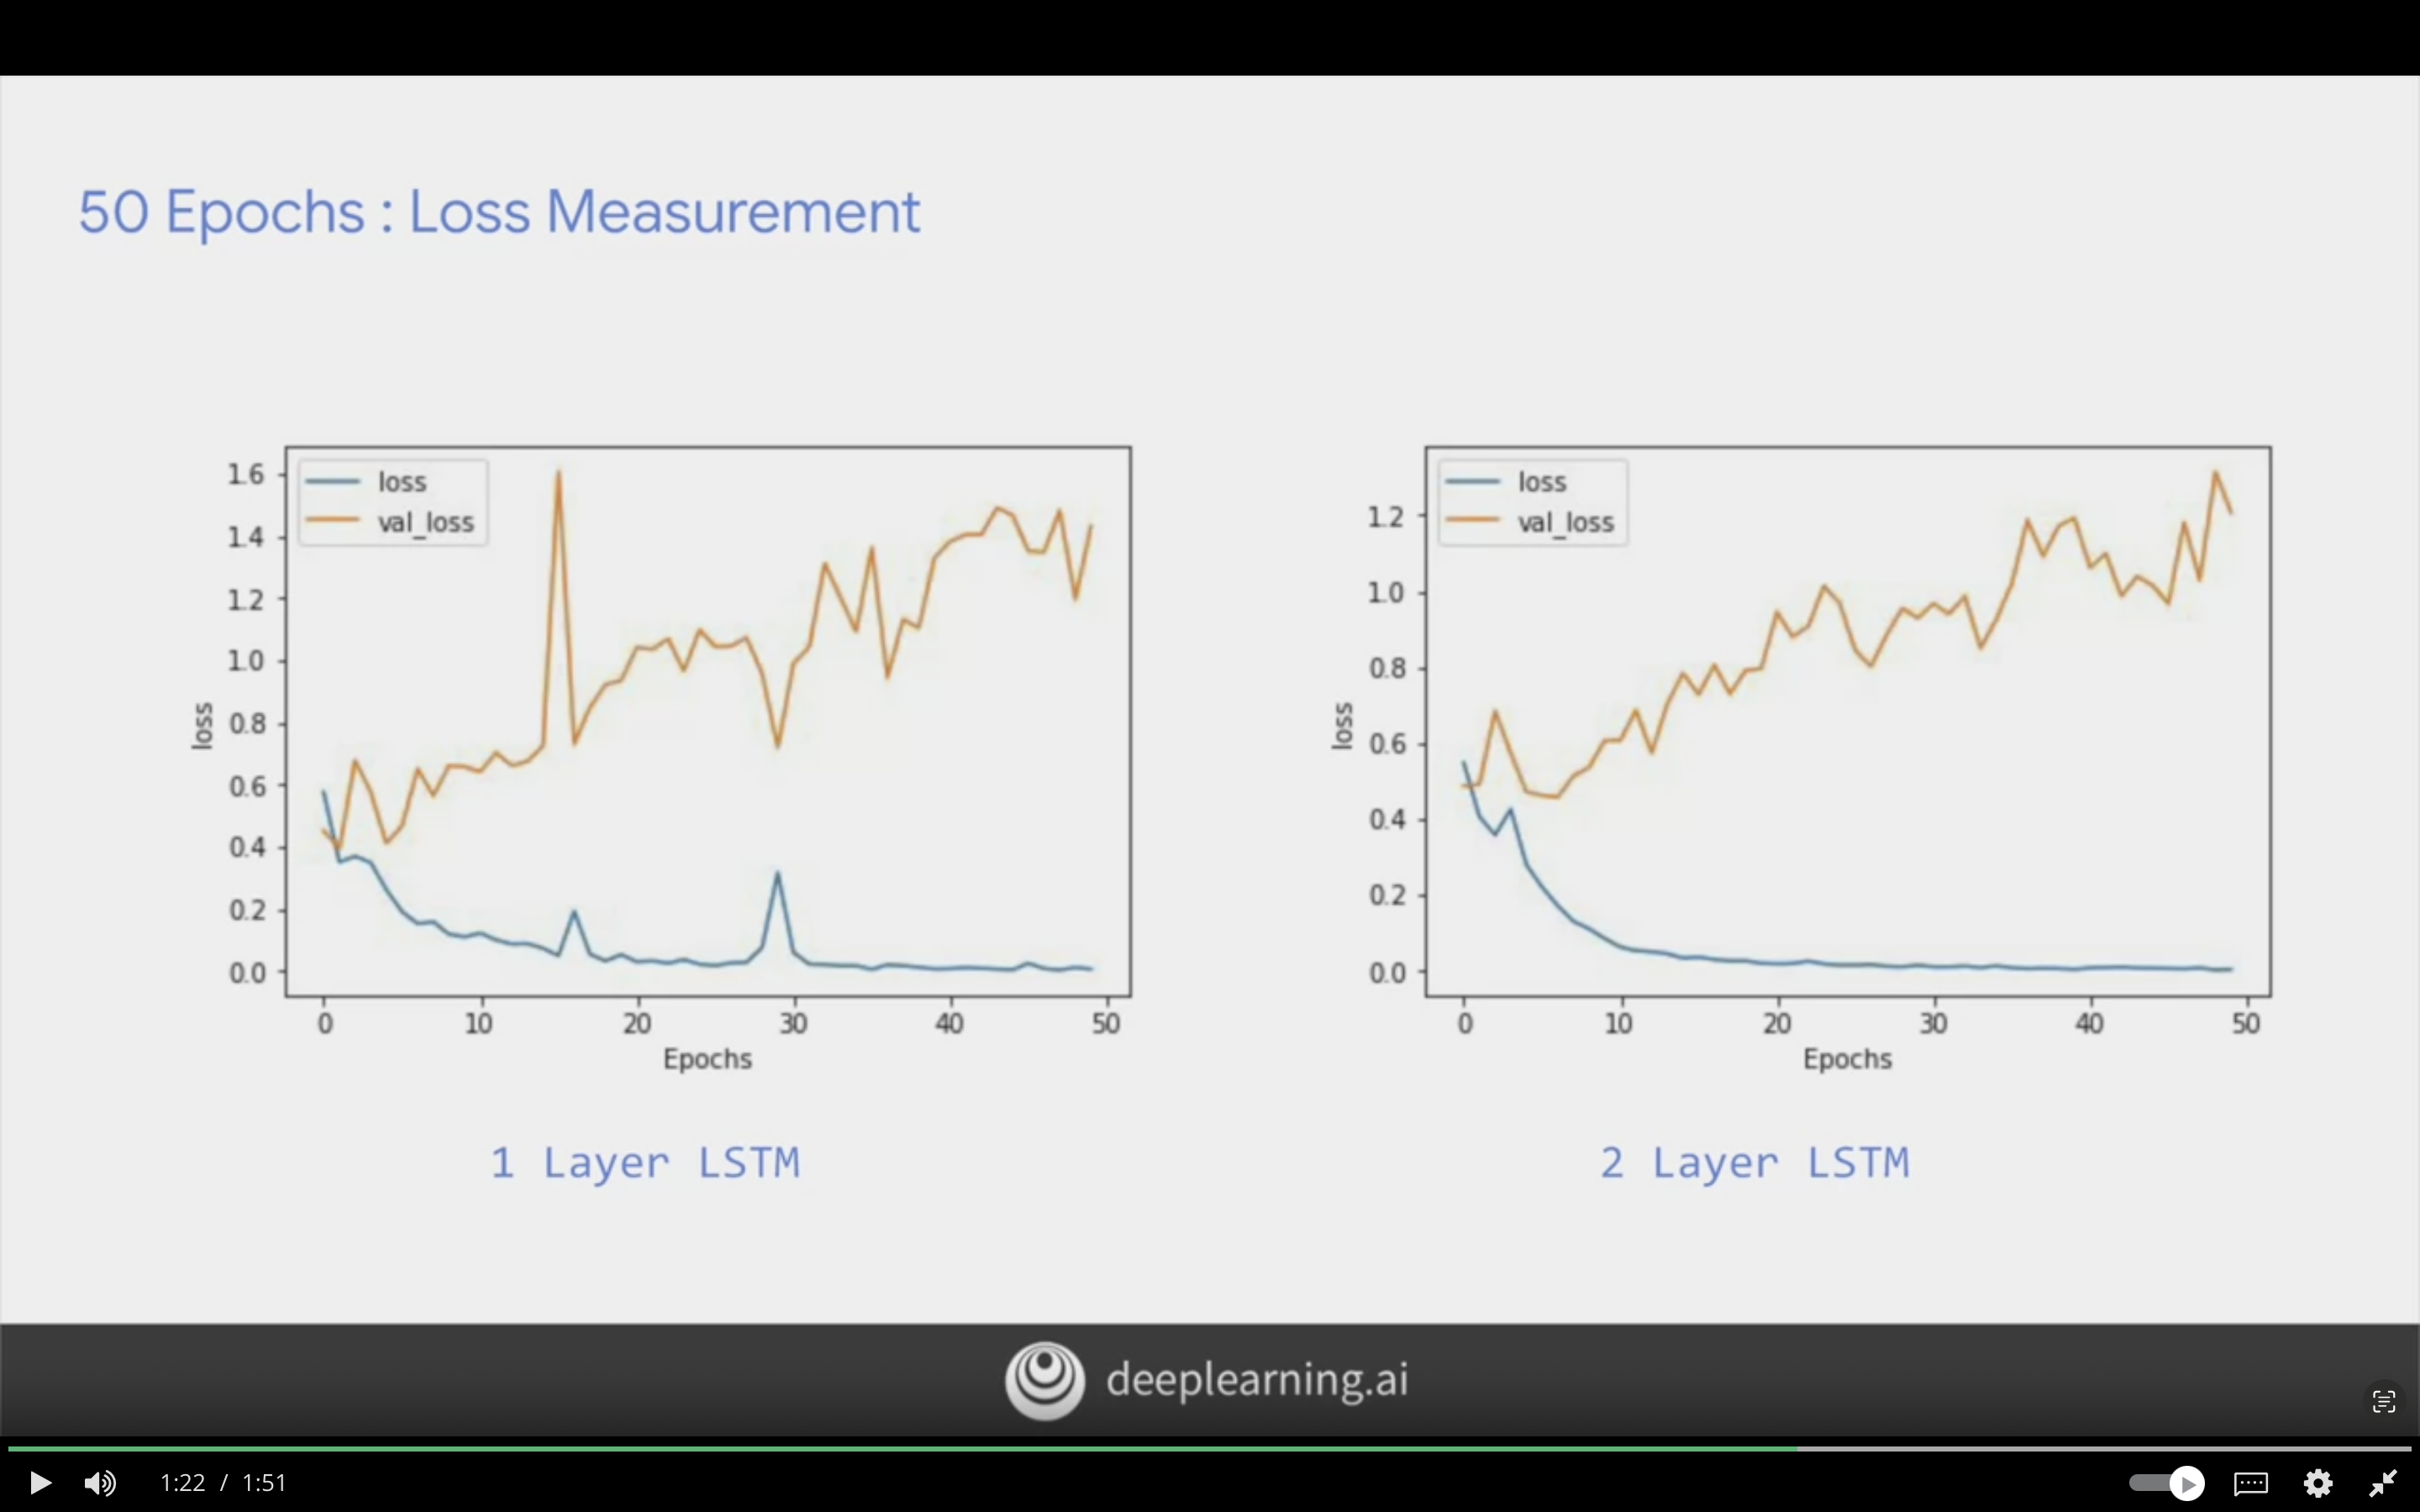 50 Epochs : Loss Measurement
loss
val_loss
1.6
1.4
1.2
1.0
0.8
0.6
0.4
0.2
0.0
loss
0 10 20 30 40 50
Epochs
1 Layer LSTM
loss
val_loss
1.2
1.0
0.8
0.6
0.4
0.2
0.0
loss
0 10 20 30 40 50
Epochs
2 Layer LSTM
deeplearning.ai
1:22 / 1:51